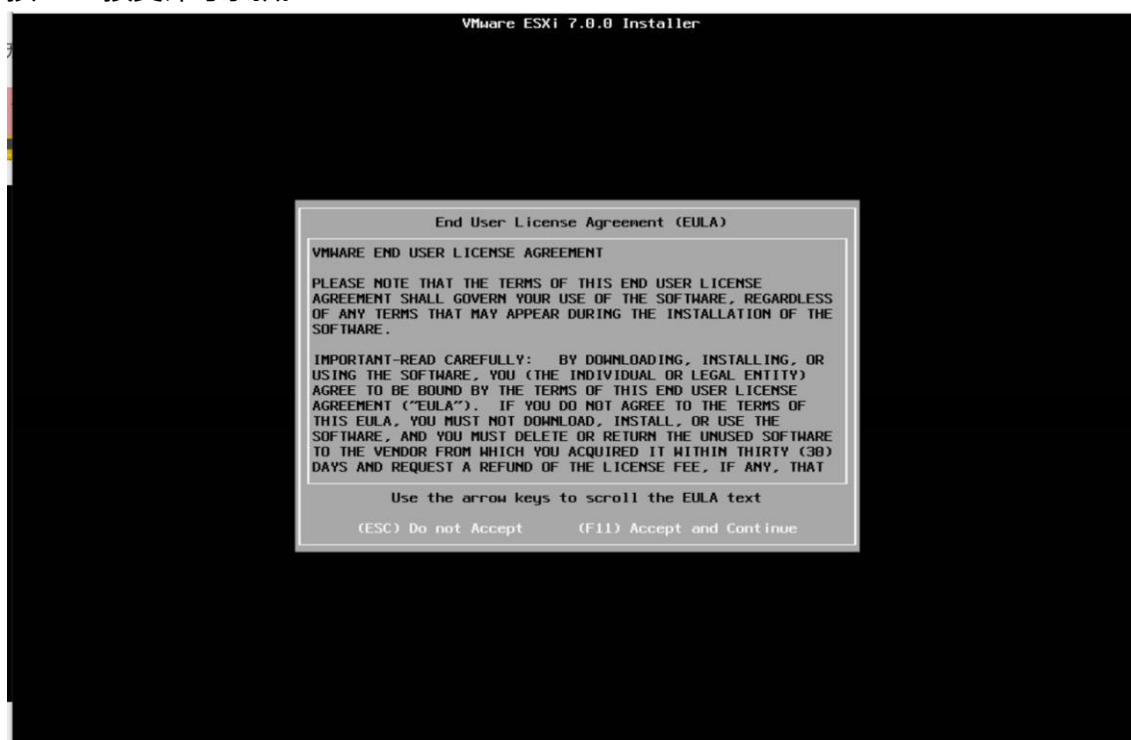 VMware ESXi 7.0.0 Installer
End User License Agreement (EULA)
VMWARE END USER LICENSE AGREEMENT
PLEASE NOTE THAT THE TERMS OF THIS END USER LICENSE
AGREEMENT SHALL GOVERN YOUR USE OF THE SOFTWARE, REGARDLESS
OF ANY TERMS THAT MAY APPEAR DURING THE INSTALLATION OF THE
SOFTWARE.
IMPORTANT-READ CAREFULLY: BY DOWNLOADING, INSTALLING, OR
USING THE SOFTWARE, YOU (THE INDIVIDUAL OR LEGAL ENTITY)
AGREE TO BE BOUND BY THE TERMS OF THIS END USER LICENSE
AGREEMENT ("EULA"). IF YOU DO NOT AGREE TO THE TERMS OF
THIS EULA, YOU MUST NOT DOWNLOAD, INSTALL, OR USE THE
SOFTWARE, AND YOU MUST DELETE OR RETURN THE UNUSED SOFTWARE
TO THE VENDOR FROM WHICH YOU ACQUIRED IT WITHIN THIRTY (30)
DAYS AND REQUEST A REFUND OF THE LICENSE FEE, IF ANY, THAT
Use the arrow keys to scroll the EULA text
(ESC) Do not Accept (F11) Accept and Continue